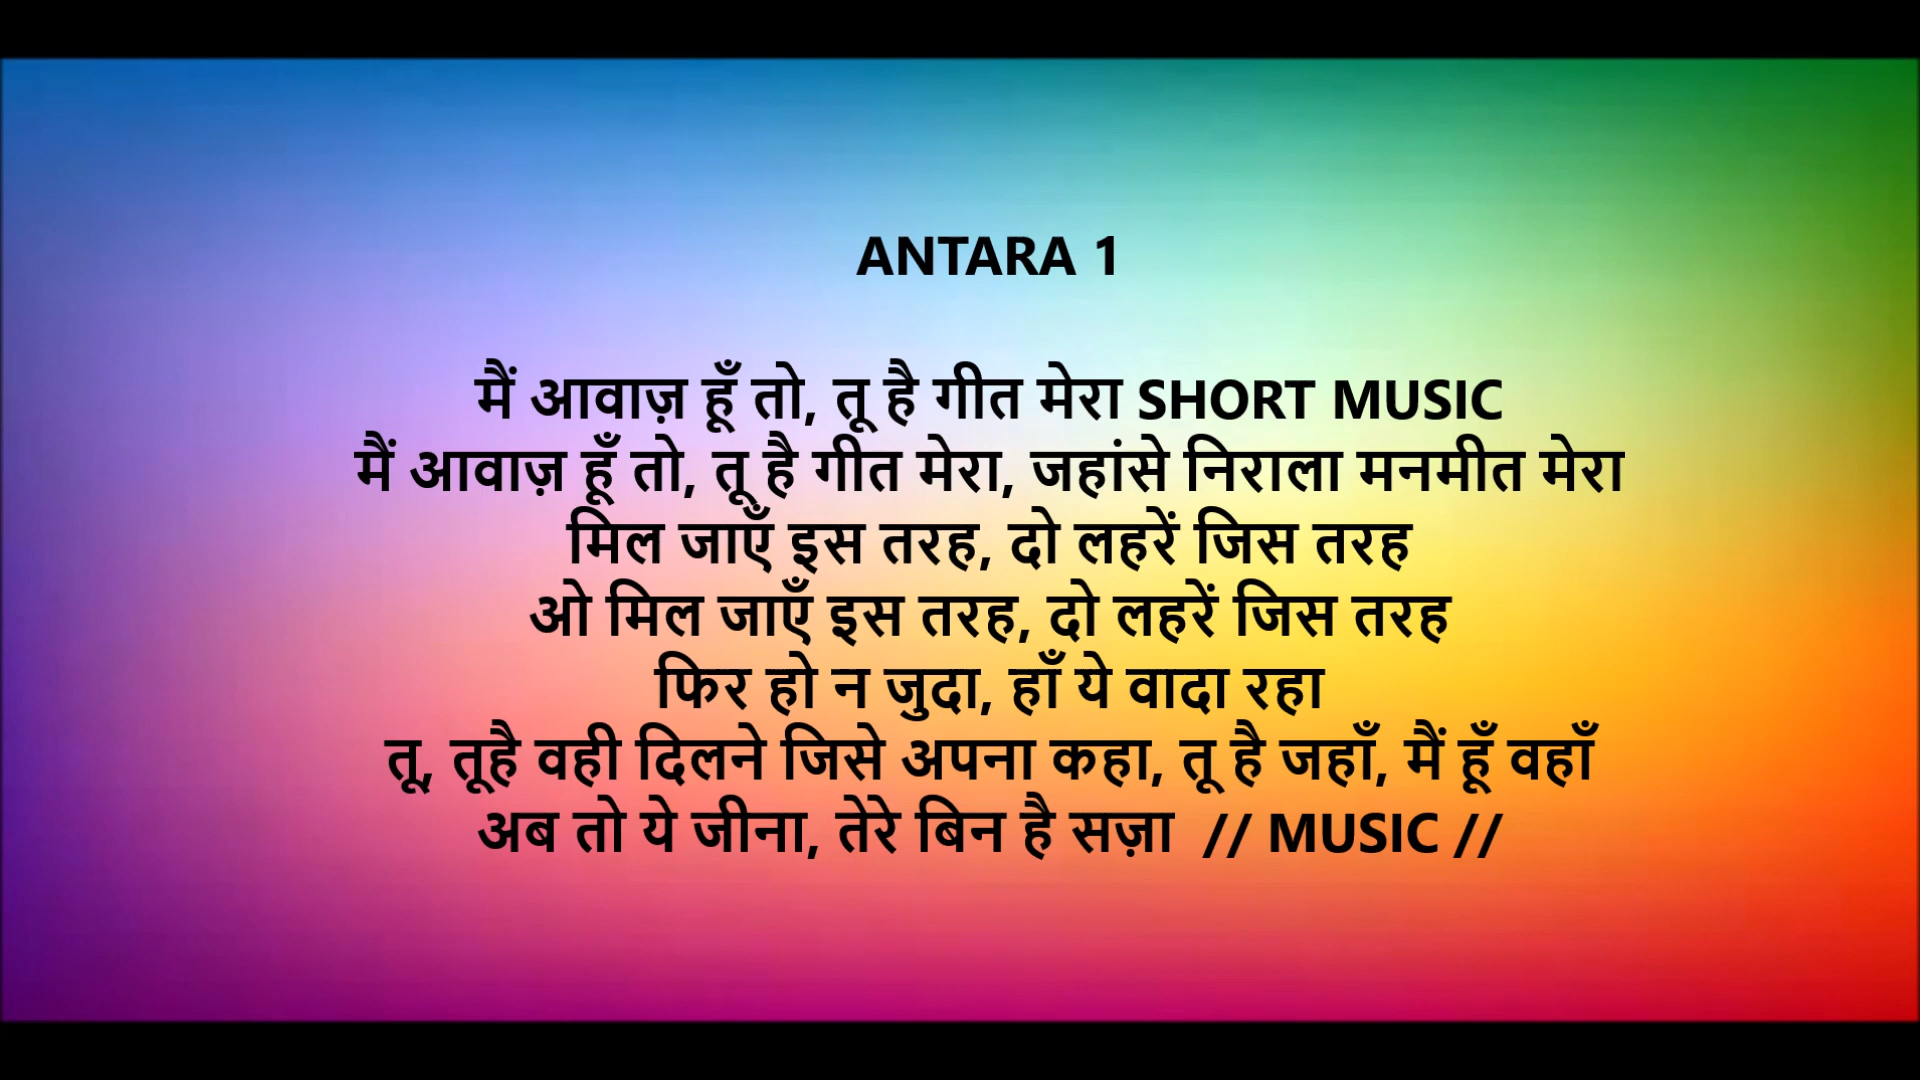 ANTARA 1
मैं आवाज़ हूँ तो, तू है गीत मेरा SHORT MUSIC
मैं आवाज़ हूँ तो, तू है गीत मेरा, जहांसे निराला मनमीत मेरा
मिल जाएँ इस तरह, दो लहरें जिस तरह
ओ मिल जाएँ इस तरह, दो लहरें जिस तरह
फिर हो न जुदा, हाँ ये वादा रहा
तू, तूहै वही दिलने जिसे अपना कहा, तू है जहाँ, मैं हूँ वहाँ
अब तो ये जीना, तेरे बिन है सज़ा // MUSIC //